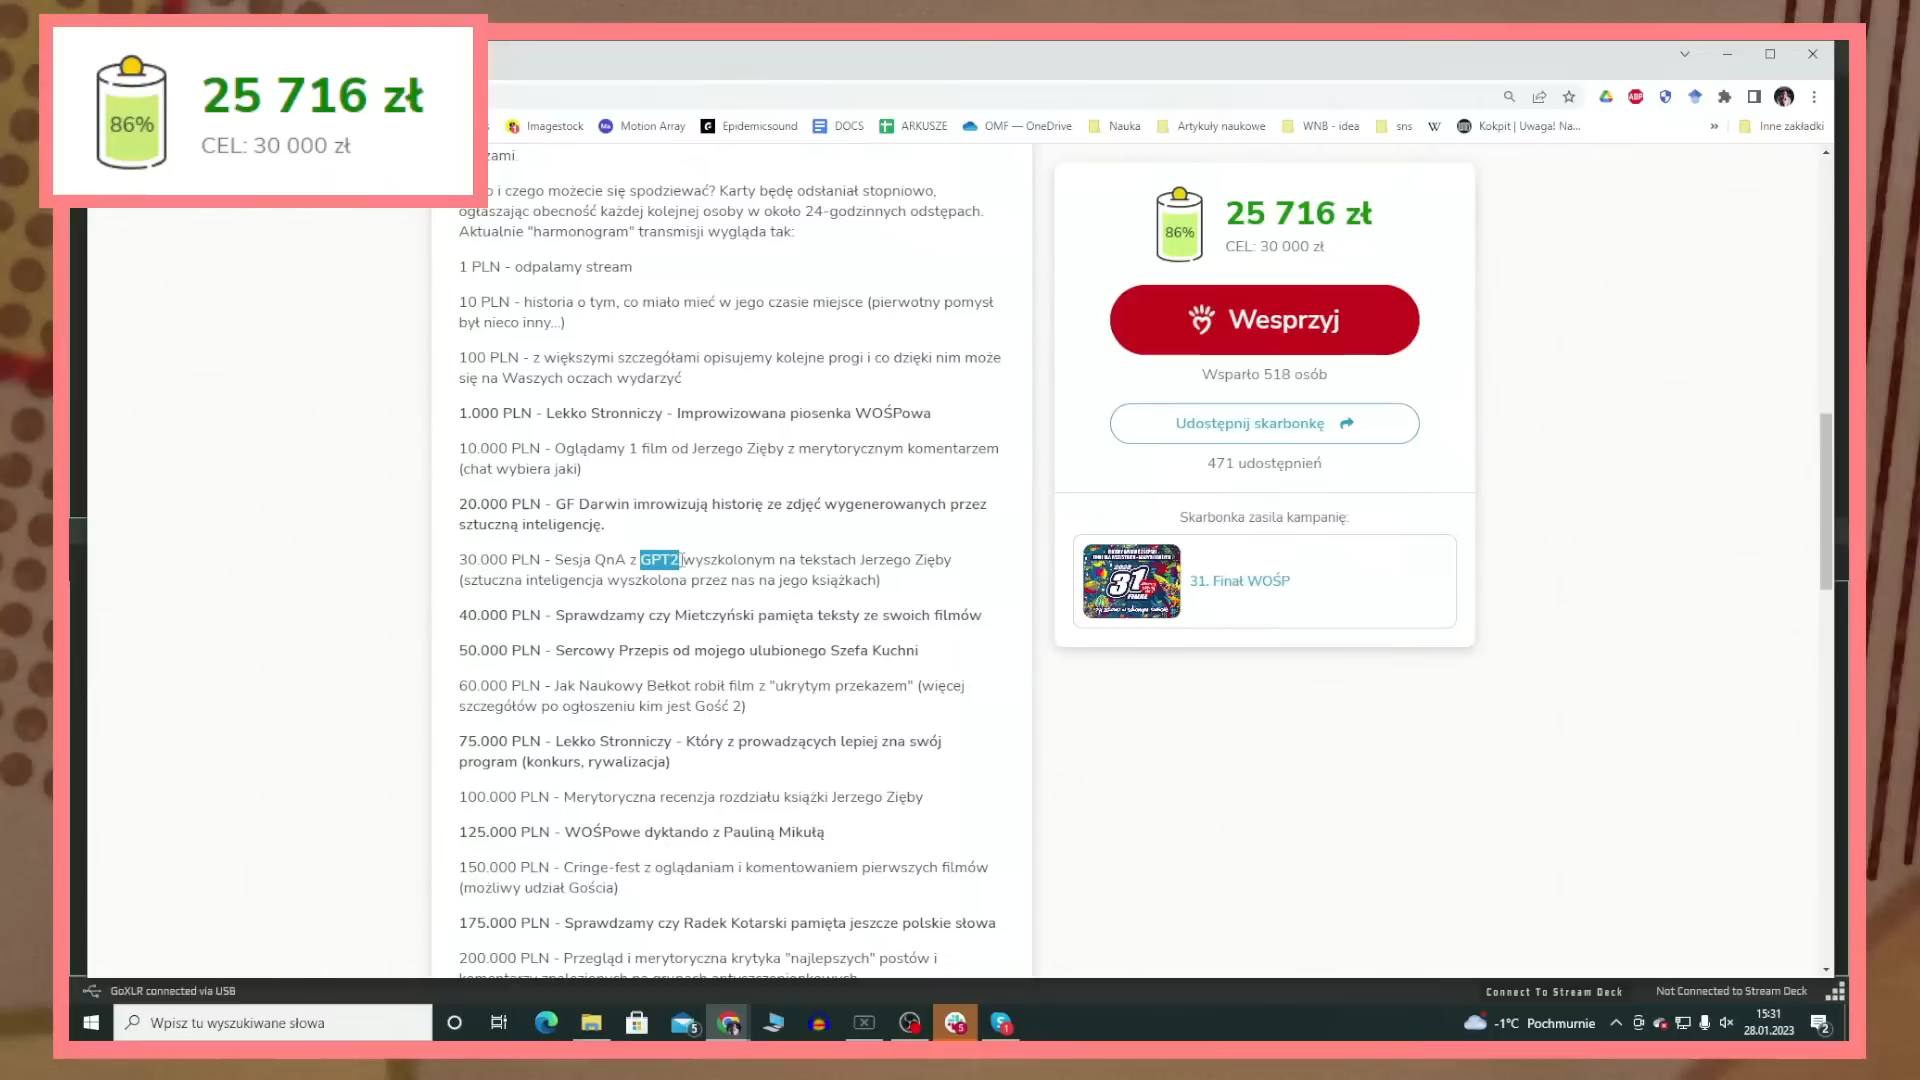 25 716 zł
86%
CEL: 30 000 zł
Imagestock
Motion Array
Epidemicsound
DOCS
ARKUSZE
OMF — OneDrive
Nauka
Artykuły naukowe
WNB - idea
sns
Kokpit | Uwaga! Na...
»
Inne zakładki
ABP
zami.
i czego możecie się spodziewać? Karty będę odsłaniał stopniowo,
ogłaszając obecność każdej kolejnej osoby w około 24-godzinnych odstępach.
Aktualnie "harmonogram" transmisji wygląda tak:
1 PLN - odpalamy stream
10 PLN - historia o tym, co miało mieć w jego czasie miejsce (pierwotny pomysł
był nieco inny...)
100 PLN - z większymi szczegółami opisujemy kolejne progi i co dzięki nim może
się na Waszych oczach wydarzyć
1.000 PLN - Lekko Stronniczy - Improwizowana piosenka WOŚPowa
10.000 PLN - Oglądamy 1 film od Jerzego Zięby z merytorycznym komentarzem
(chat wybiera jaki)
20.000 PLN - GF Darwin imrowizują historię ze zdjęć wygenerowanych przez
sztuczną inteligencję.
30.000 PLN - Sesja QnA z GPT2 wyszkolonym na tekstach Jerzego Zięby
(sztuczna inteligencja wyszkolona przez nas na jego książkach)
40.000 PLN - Sprawdzamy czy Mietczyński pamięta teksty ze swoich filmów
50.000 PLN - Sercowy Przepis od mojego ulubionego Szefa Kuchni
60.000 PLN - Jak Naukowy Bełkot robił film z "ukrytym przekazem" (więcej
szczegółów po ogłoszeniu kim jest Gość 2)
75.000 PLN - Lekko Stronniczy - Który z prowadzących lepiej zna swój
program (konkurs, rywalizacja)
100.000 PLN - Merytoryczna recenzja rozdziału książki Jerzego Zięby
125.000 PLN - WOŚPowe dyktando z Pauliną Mikułą
150.000 PLN - Cringe-fest z oglądaniam i komentowaniem pierwszych filmów
(możliwy udział Gościa)
175.000 PLN - Sprawdzamy czy Radek Kotarski pamięta jeszcze polskie słowa
200.000 PLN - Przegląd i merytoryczna krytyka "najlepszych" postów i
25 716 zł
86%
CEL: 30 000 zł
Wesprzyj
Wsparło 518 osób
Udostępnij skarbonkę
471 udostępnień
Skarbonka zasila kampanię:
31
31. Finał WOŚP
GoXLR connected via USB
Connect To Stream Deck
Not Connected to Stream Deck
Wpisz tu wyszukiwane słowa
5
5
1
-1°C Pochmurnie
15:31
28.01.2023
2